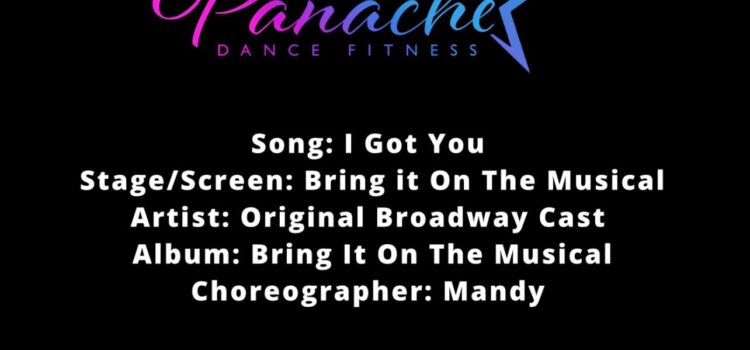 Panache
DANCE FITNESS
Song: I Got You
Stage/Screen: Bring it On The Musical
Artist: Original Broadway Cast
Album: Bring It On The Musical
Choreographer: Mandy